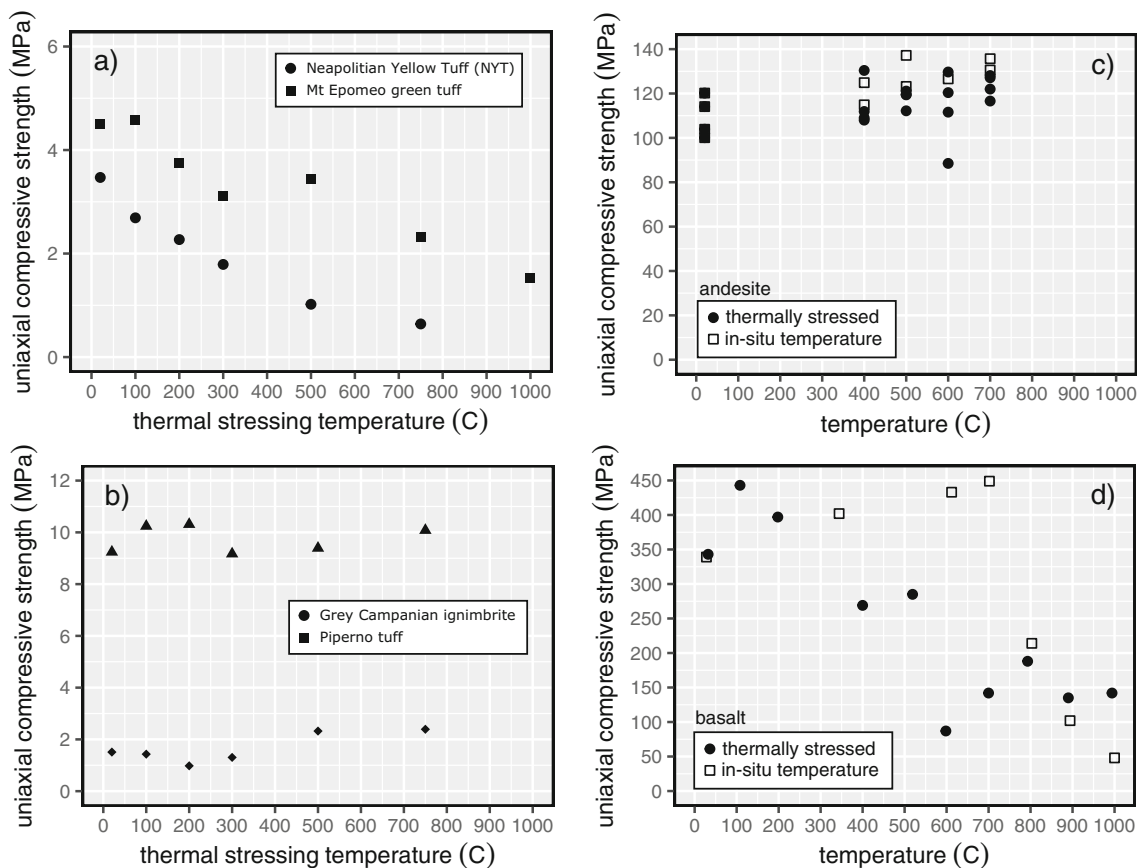 a)
Neapolitian Yellow Tuff (NYT)
Mt Epomeo green tuff
uniaxial compressive strength (MPa)
6
4
2
0
0 100 200 300 400 500 600 700 800 900 1000
thermal stressing temperature (C)
c)
uniaxial compressive strength (MPa)
140
120
100
80
60
40
20
0
andesite
thermally stressed
in-situ temperature
0 100 200 300 400 500 600 700 800 900 1000
temperature (C)
b)
uniaxial compressive strength (MPa)
12
10
8
6
4
2
0
Grey Campanian ignimbrite
Piperno tuff
0 100 200 300 400 500 600 700 800 900 1000
thermal stressing temperature (C)
d)
uniaxial compressive strength (MPa)
450
400
350
300
250
200
150
100
50
0
basalt
thermally stressed
in-situ temperature
0 100 200 300 400 500 600 700 800 900 1000
temperature (C)